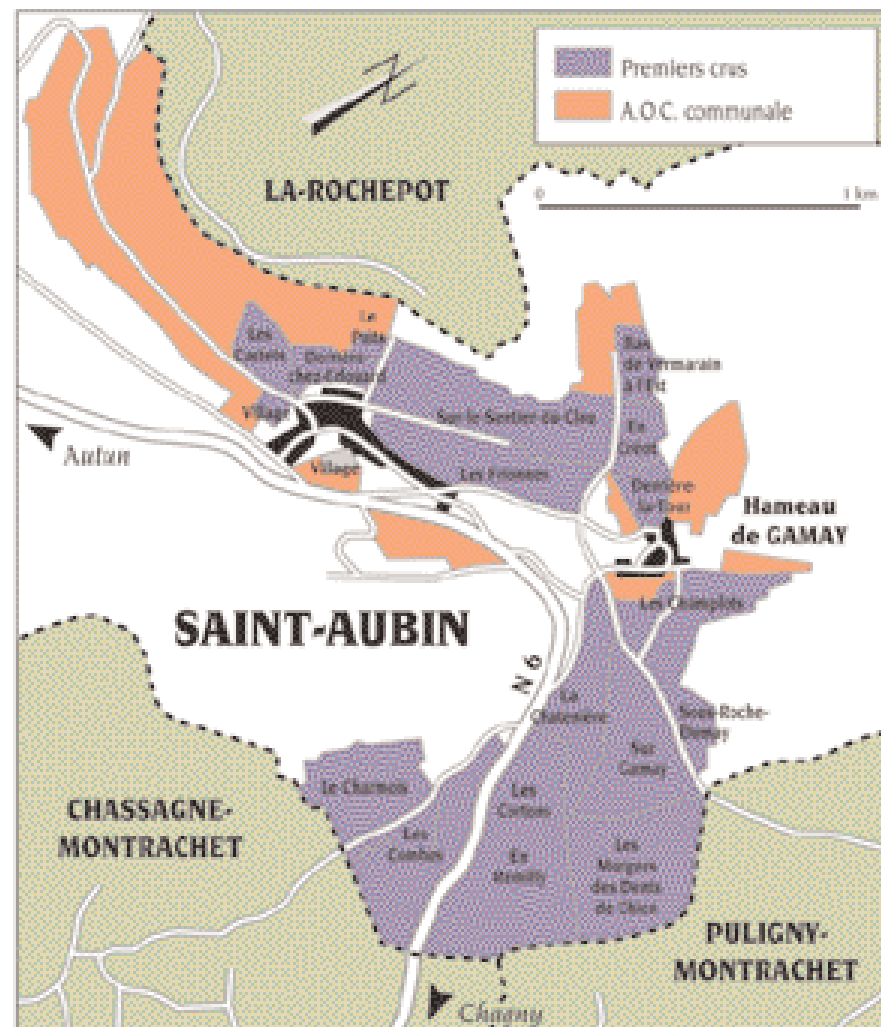 Premiers crus
A.O.C. communale
LA-ROCHEPOT
0
1 km
Le
Puits
Les
Castets
Derrière-
chez-Edouard
Bas
de Vermarain
à l'Est
Village
Sur le Sentier du Clou
En
Créot
Autun
Village
Les Frionnes
Derrière-
la-Tour
Hameau
de GAMAY
Les Champlots
SAINT-AUBIN
N 6
La
Chatenière
Sous-Roche-
Dumay
Sur
Gamay
Le Charmois
CHASSAGNE-
MONTRACHET
Les
Cortons
Les
Combes
En
Remilly
Les
Murgers
des Dents
de Chien
PULIGNY-
MONTRACHET
Chagny